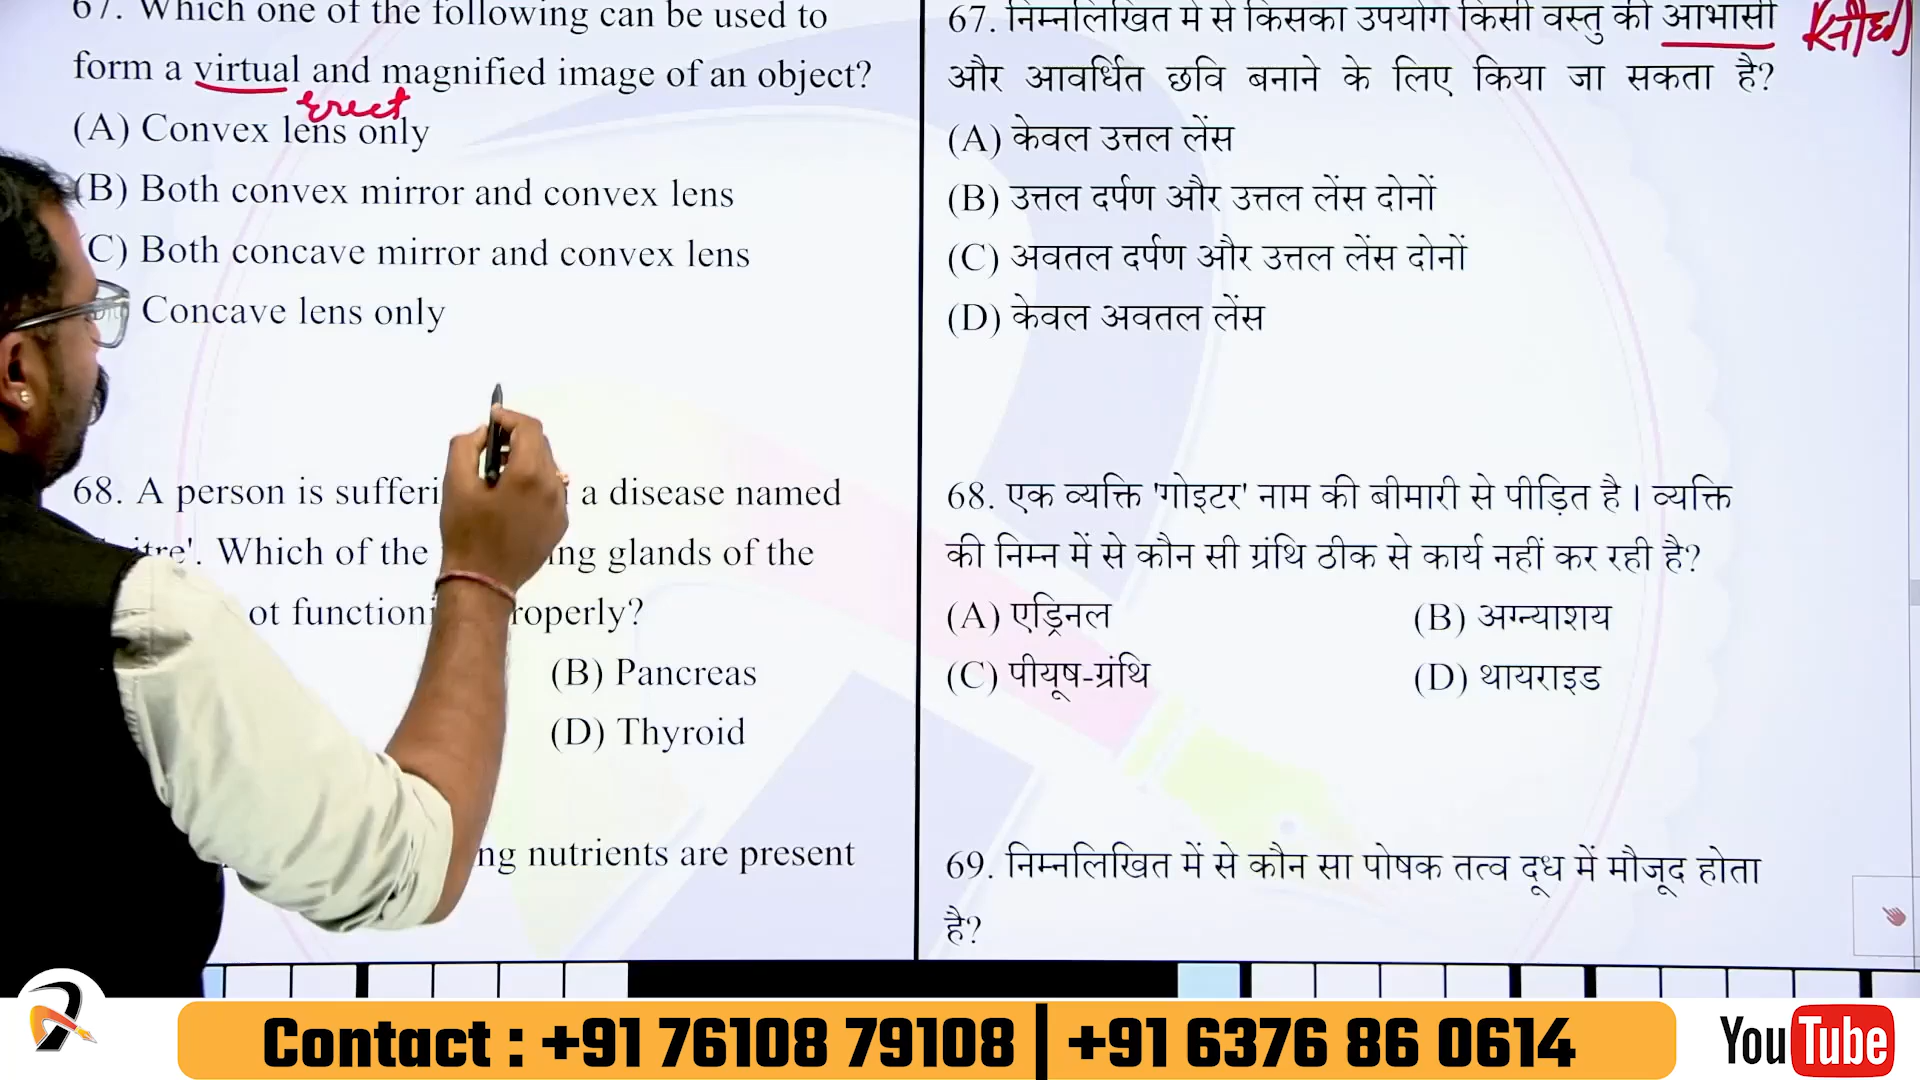 67. Which one of the following can be used to
form a virtual and magnified image of an object?
Erect
(A) Convex lens only
(B) Both convex mirror and convex lens
(C) Both concave mirror and convex lens
Concave lens only
68. A person is sufferi a disease named
itre'. Which of the ng glands of the
ot functioni roperly?
(B) Pancreas
(D) Thyroid
ng nutrients are present
67. निम्नलिखित में से किसका उपयोग किसी वस्तु की आभासी
और आवर्धित छवि बनाने के लिए किया जा सकता है?
(A) केवल उत्तल लेंस
(B) उत्तल दर्पण और उत्तल लेंस दोनों
(C) अवतल दर्पण और उत्तल लेंस दोनों
(D) केवल अवतल लेंस
68. एक व्यक्ति 'गोइटर' नाम की बीमारी से पीड़ित है। व्यक्ति
की निम्न में से कौन सी ग्रंथि ठीक से कार्य नहीं कर रही है?
(A) एड्रिनल (B) अग्न्याशय
(C) पीयूष-ग्रंथि (D) थायराइड
69. निम्नलिखित में से कौन सा पोषक तत्व दूध में मौजूद होता
है?
Contact : +91 76108 79108 | +91 6376 86 0614
YouTube